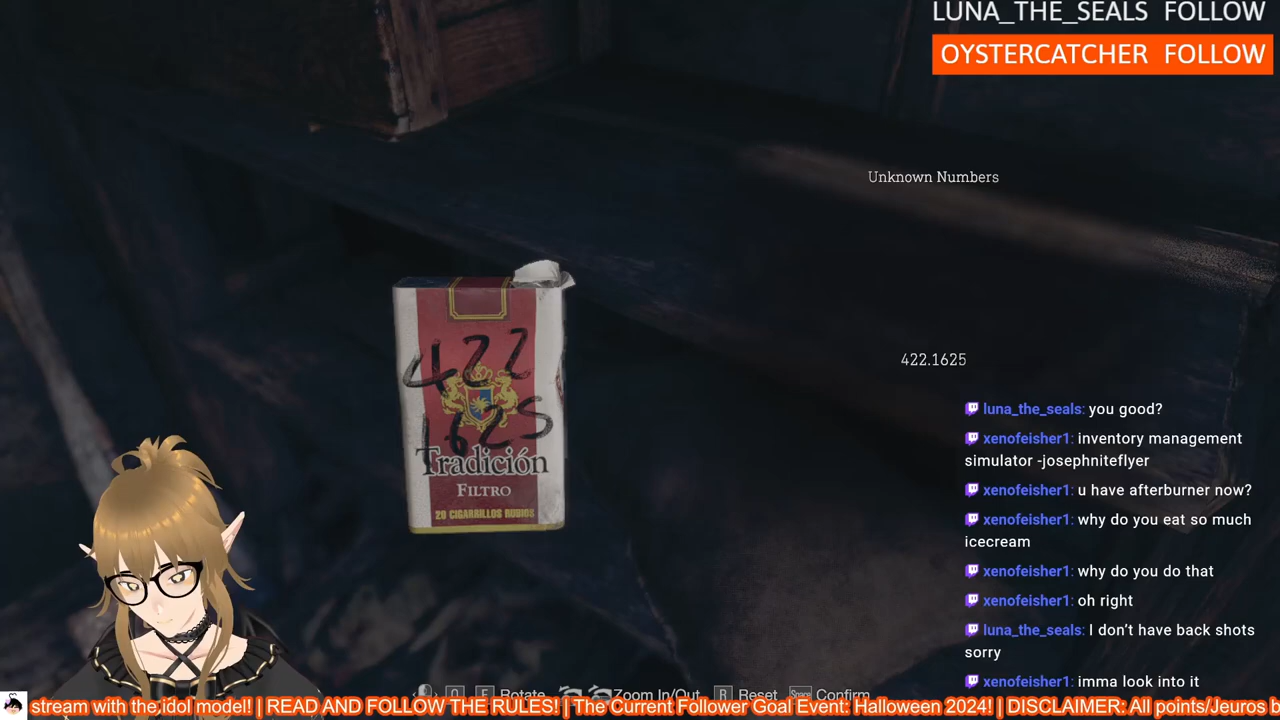 LUNA_THE_SEALS FOLLOW
OYSTERCATCHER FOLLOW
Unknown Numbers
422
1625
Tradición
FILTRO
20 CIGARRILLOS RUBIOS
422.1625
luna_the_seals: you good?
xenofeisher1: inventory management
simulator -josephniteflyer
xenofeisher1: u have afterburner now?
xenofeisher1: why do you eat so much
icecream
xenofeisher1: why do you do that
xenofeisher1: oh right
luna_the_seals: I don't have back shots
sorry
xenofeisher1: imma look into it
Rotate Zoom In/Out R Reset Space Confirm
stream with the idol model! | READ AND FOLLOW THE RULES! | The Current Follower Goal Event: Halloween 2024! | DISCLAIMER: All points/Jeuros b